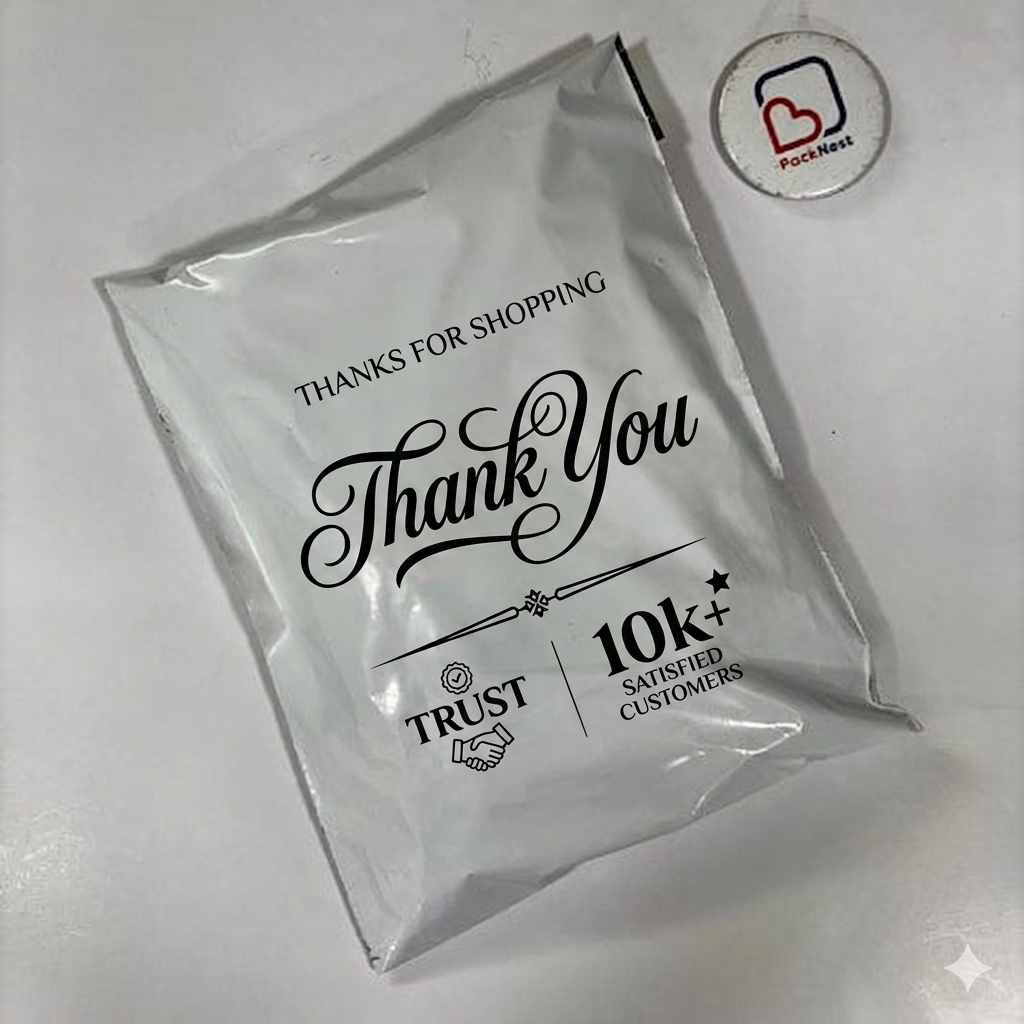 PackNest
THANKS FOR SHOPPING
Thank You
TRUST
10k+
SATISFIED
CUSTOMERS